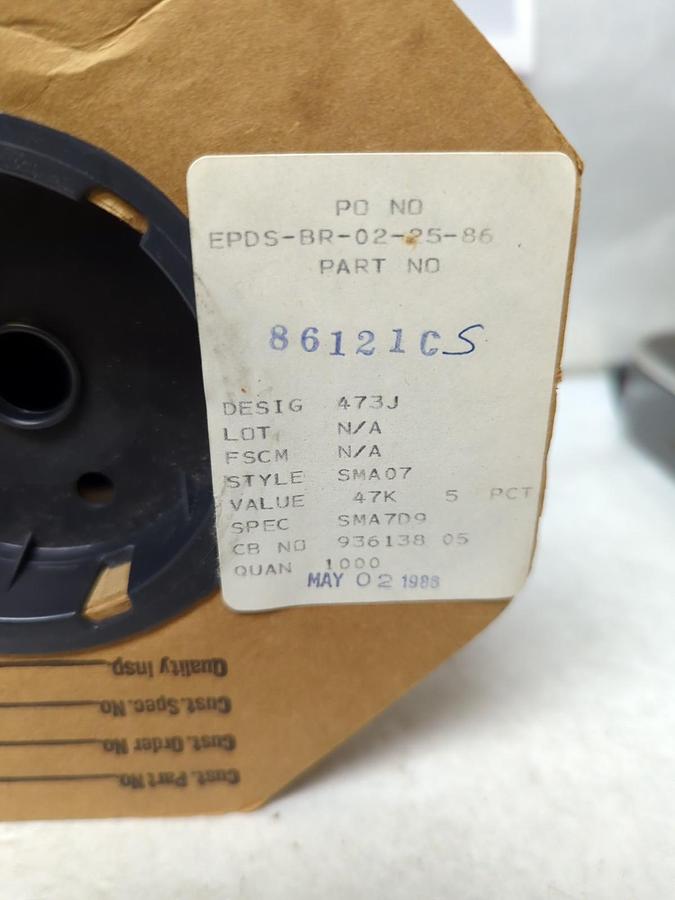 PO NO
EPDS-BR-02-25-86
PART NO
86121CS
DESIG 473J
LOT N/A
FSCM N/A
STYLE SMA07
VALUE 47K 5 PCT
SPEC SMA7D9
CB NO 936138 05
QUAN 1000
MAY 02 1988
Cust.Part No.
Cust.Order No
Cust.Spec.No
Quality Insp.